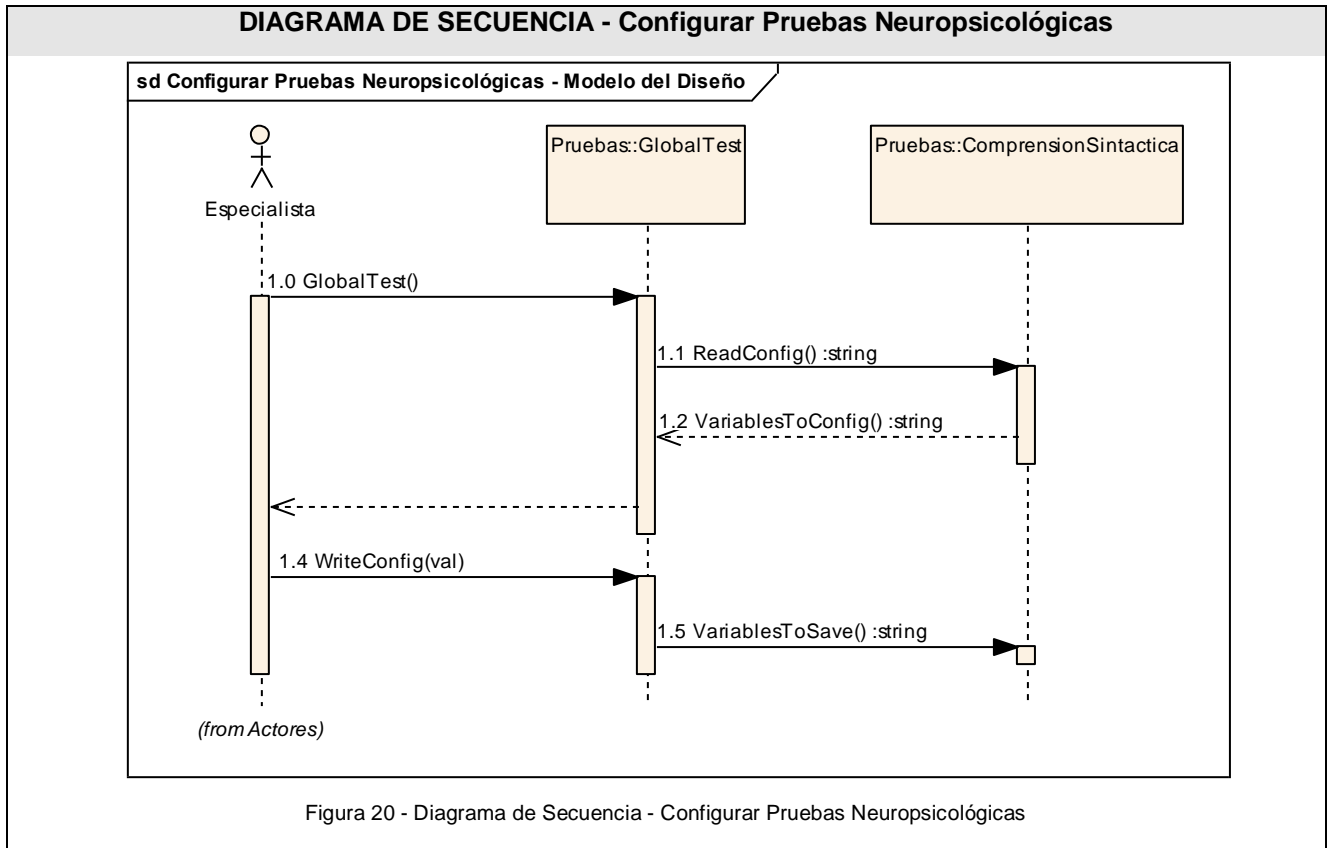 DIAGRAMA DE SECUENCIA - Configurar Pruebas Neuropsicológicas
sd Configurar Pruebas Neuropsicológicas - Modelo del Diseño
Pruebas::GlobalTest
Pruebas::ComprensionSintactica
Especialista
1.0 GlobalTest()
1.1 ReadConfig() :string
1.2 VariablesToConfig() :string
1.4 WriteConfig(val)
1.5 VariablesToSave() :string
(from Actores)
Figura 20 - Diagrama de Secuencia - Configurar Pruebas Neuropsicológicas